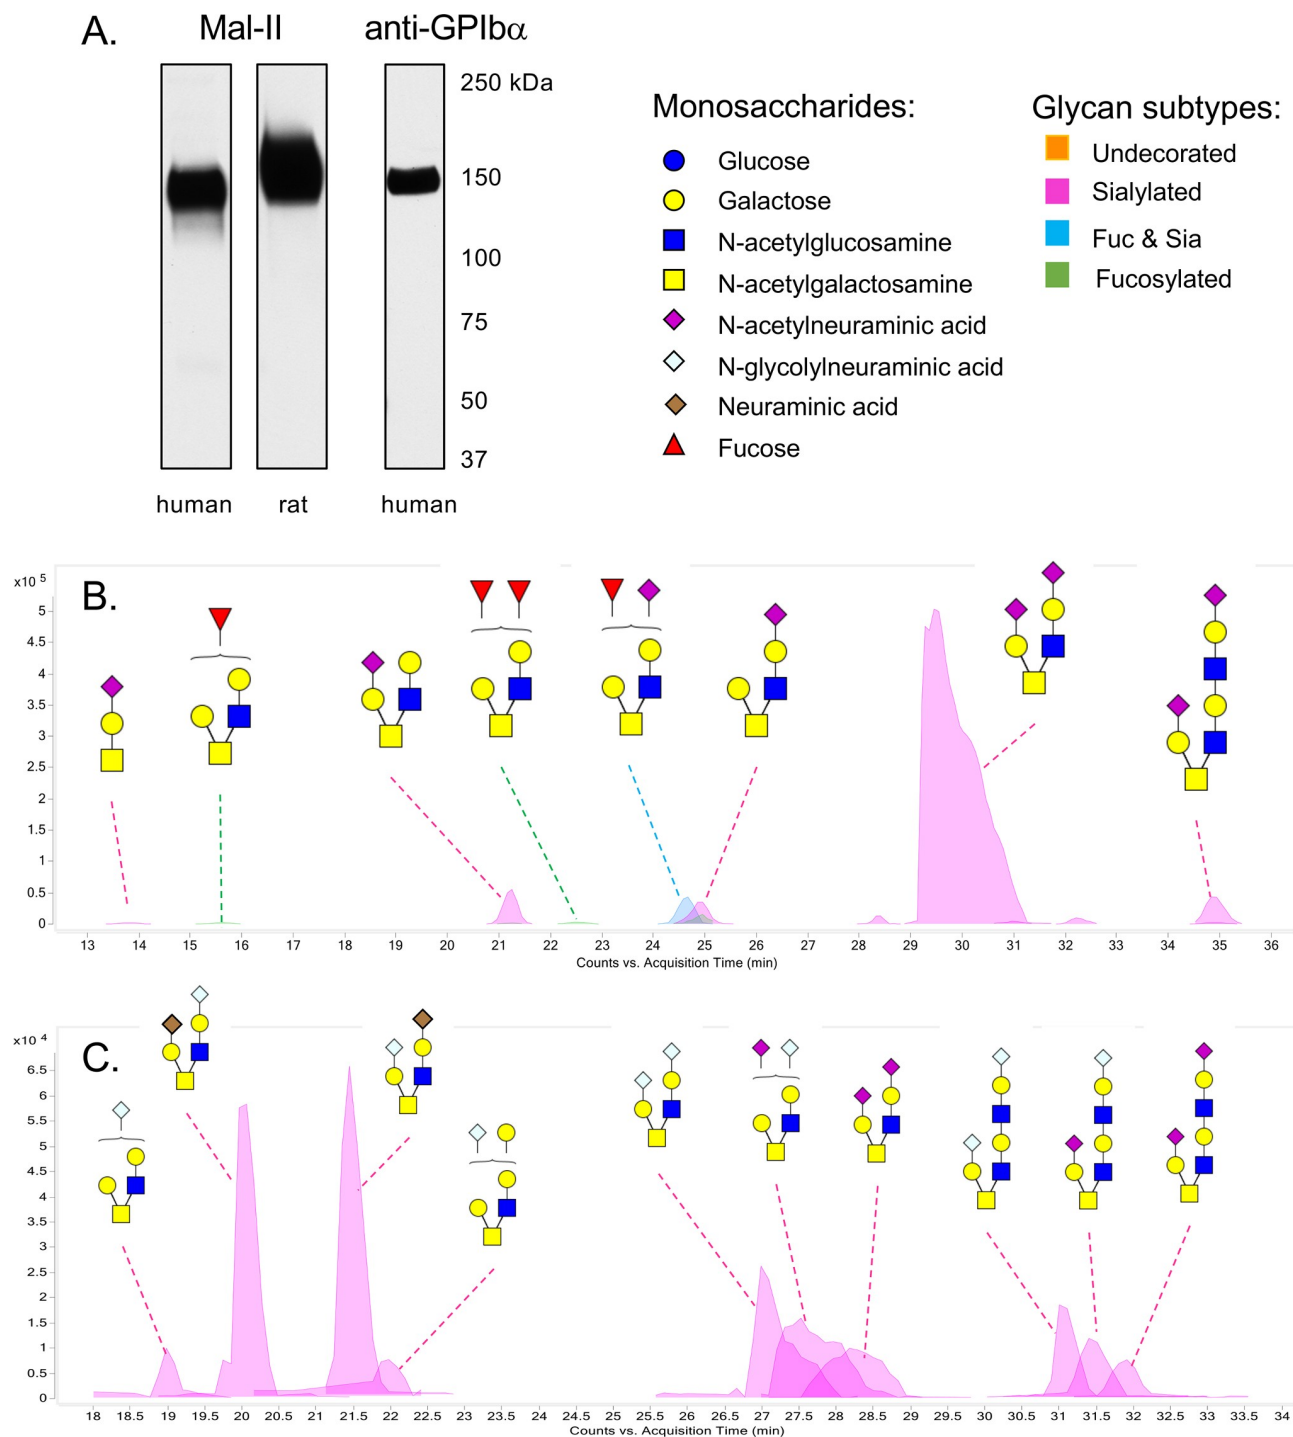 A.
Mal-II
anti-GPIbα
250 kDa
150
100
75
50
37
human
rat
human
Monosaccharides:
Glucose
Galactose
N-acetylglucosamine
N-acetylgalactosamine
N-acetylneuraminic acid
N-glycolylneuraminic acid
Neuraminic acid
Fucose
Glycan subtypes:
Undecorated
Sialylated
Fuc & Sia
Fucosylated
B.
x10 5
5
4.5
4
3.5
3
2.5
2
1.5
1
0.5
0
13 14 15 16 17 18 19 20 21 22 23 24 25 26 27 28 29 30 31 32 33 34 35 36
Counts vs. Acquisition Time (min)
C.
x10 4
6.5
6
5.5
5
4.5
4
3.5
3
2.5
2
1.5
1
0.5
0
18 18.5 19 19.5 20 20.5 21 21.5 22 22.5 23 23.5 24 24.5 25 25.5 26 26.5 27 27.5 28 28.5 29 29.5 30 30.5 31 31.5 32 32.5 33 33.5 34
Counts vs. Acquisition Time (min)